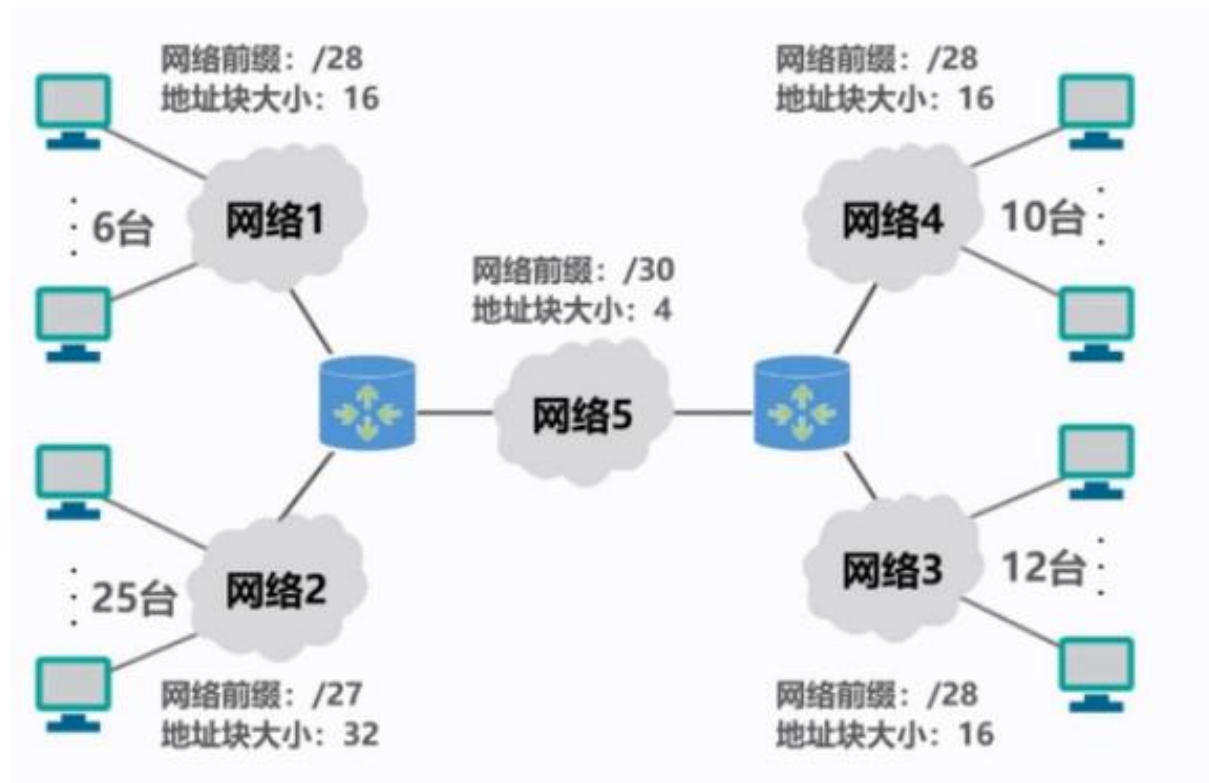 网络前缀：/28
地址块大小：16
网络1
6台
网络前缀：/28
地址块大小：16
网络4
10台
网络前缀：/30
地址块大小：4
网络5
网络2
25台
网络前缀：/27
地址块大小：32
网络3
12台
网络前缀：/28
地址块大小：16